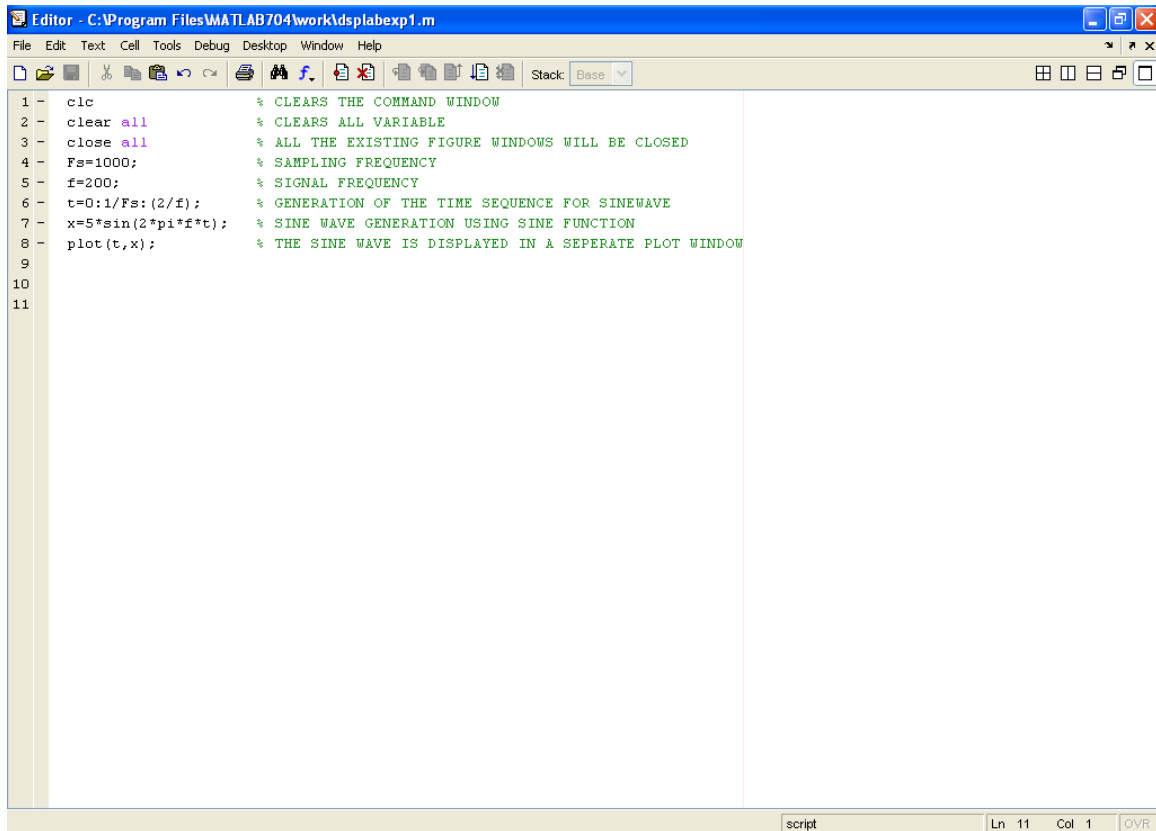 Editor - C:\Program Files\MATLAB704\work\dsplabexp1.m
File Edit Text Cell Tools Debug Desktop Window Help
Stack: Base
1 - clc % CLEARS THE COMMAND WINDOW
2 - clear all % CLEARS ALL VARIABLE
3 - close all % ALL THE EXISTING FIGURE WINDOWS WILL BE CLOSED
4 - Fs=1000; % SAMPLING FREQUENCY
5 - f=200; % SIGNAL FREQUENCY
6 - t=0:1/Fs:(2/f); % GENERATION OF THE TIME SEQUENCE FOR SINEWAVE
7 - x=5*sin(2*pi*f*t); % SINE WAVE GENERATION USING SINE FUNCTION
8 - plot(t,x); % THE SINE WAVE IS DISPLAYED IN A SEPERATE PLOT WINDOW
9
10
11
script Ln 11 Col 1 OVR